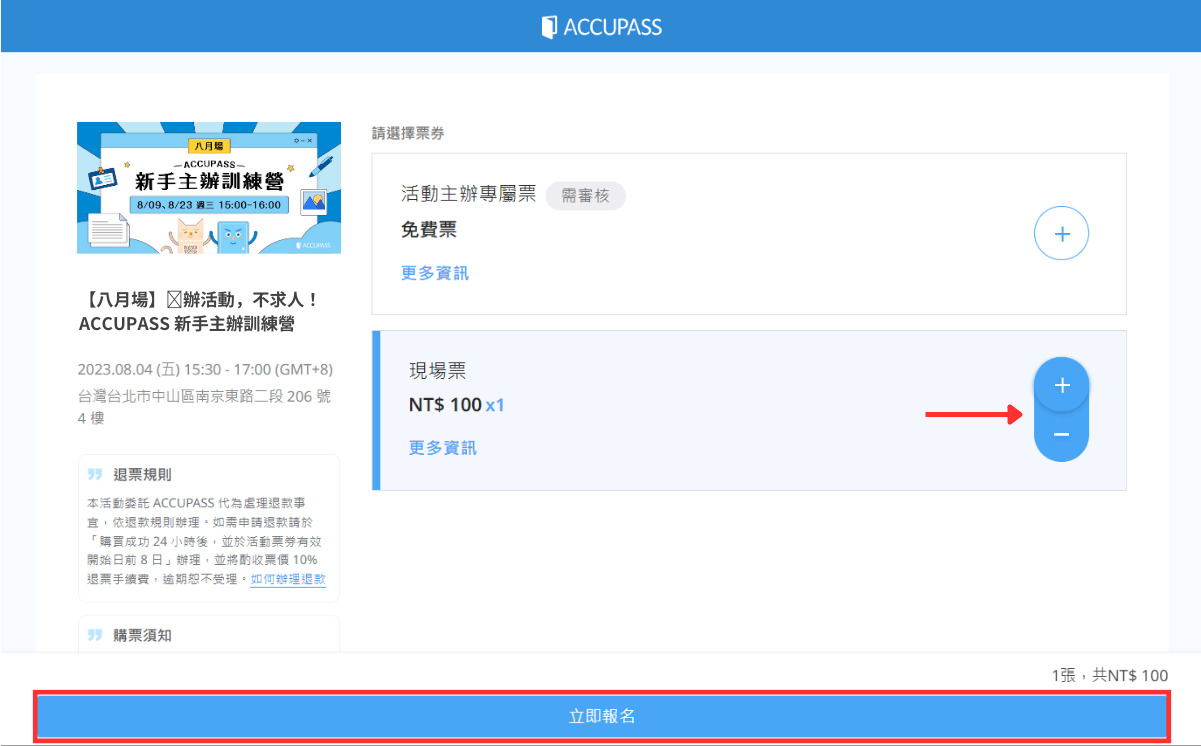 ACCUPASS
八月場
ACCUPASS
新手主辦訓練營
8/09、8/23 週三 15:00-16:00
ACCUPASS
【八月場】辦活動，不求人！
ACCUPASS 新手主辦訓練營
2023.08.04 (五) 15:30 - 17:00 (GMT+8)
台灣台北市中山區南京東路二段 206 號
4 樓
退票規則
本活動委託 ACCUPASS 代為處理退款事
宜，依退款規則辦理。如需申請退款請於
「購買成功 24 小時後，並於活動票券有效
開始日前 8 日」辦理，並將酌收票價 10%
退票手續費，逾期恕不受理。如何辦理退款
購票須知
請選擇票券
活動主辦專屬票 需審核
免費票
更多資訊
+
現場票
NT$ 100 x1
更多資訊
+
−
1張，共NT$ 100
立即報名